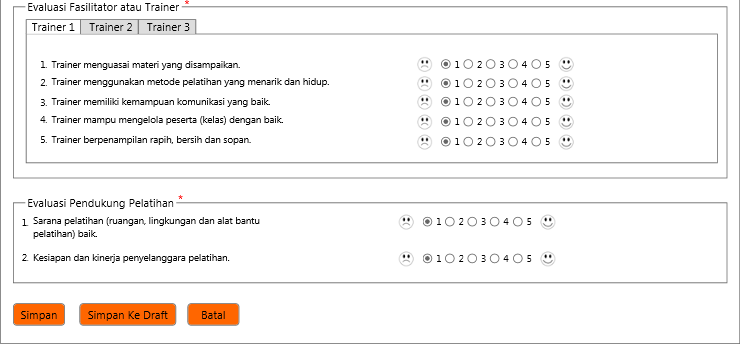 Evaluasi Fasilitator atau Trainer *
Trainer 1 Trainer 2 Trainer 3
1. Trainer menguasai materi yang disampaikan. 1 2 3 4 5
2. Trainer menggunakan metode pelatihan yang menarik dan hidup. 1 2 3 4 5
3. Trainer memiliki kemampuan komunikasi yang baik. 1 2 3 4 5
4. Trainer mampu mengelola peserta (kelas) dengan baik. 1 2 3 4 5
5. Trainer berpenampilan rapih, bersih dan sopan. 1 2 3 4 5
Evaluasi Pendukung Pelatihan *
1. Sarana pelatihan (ruangan, lingkungan dan alat bantu 1 2 3 4 5
pelatihan) baik.
2. Kesiapan dan kinerja penyelanggara pelatihan. 1 2 3 4 5
Simpan Simpan Ke Draft Batal